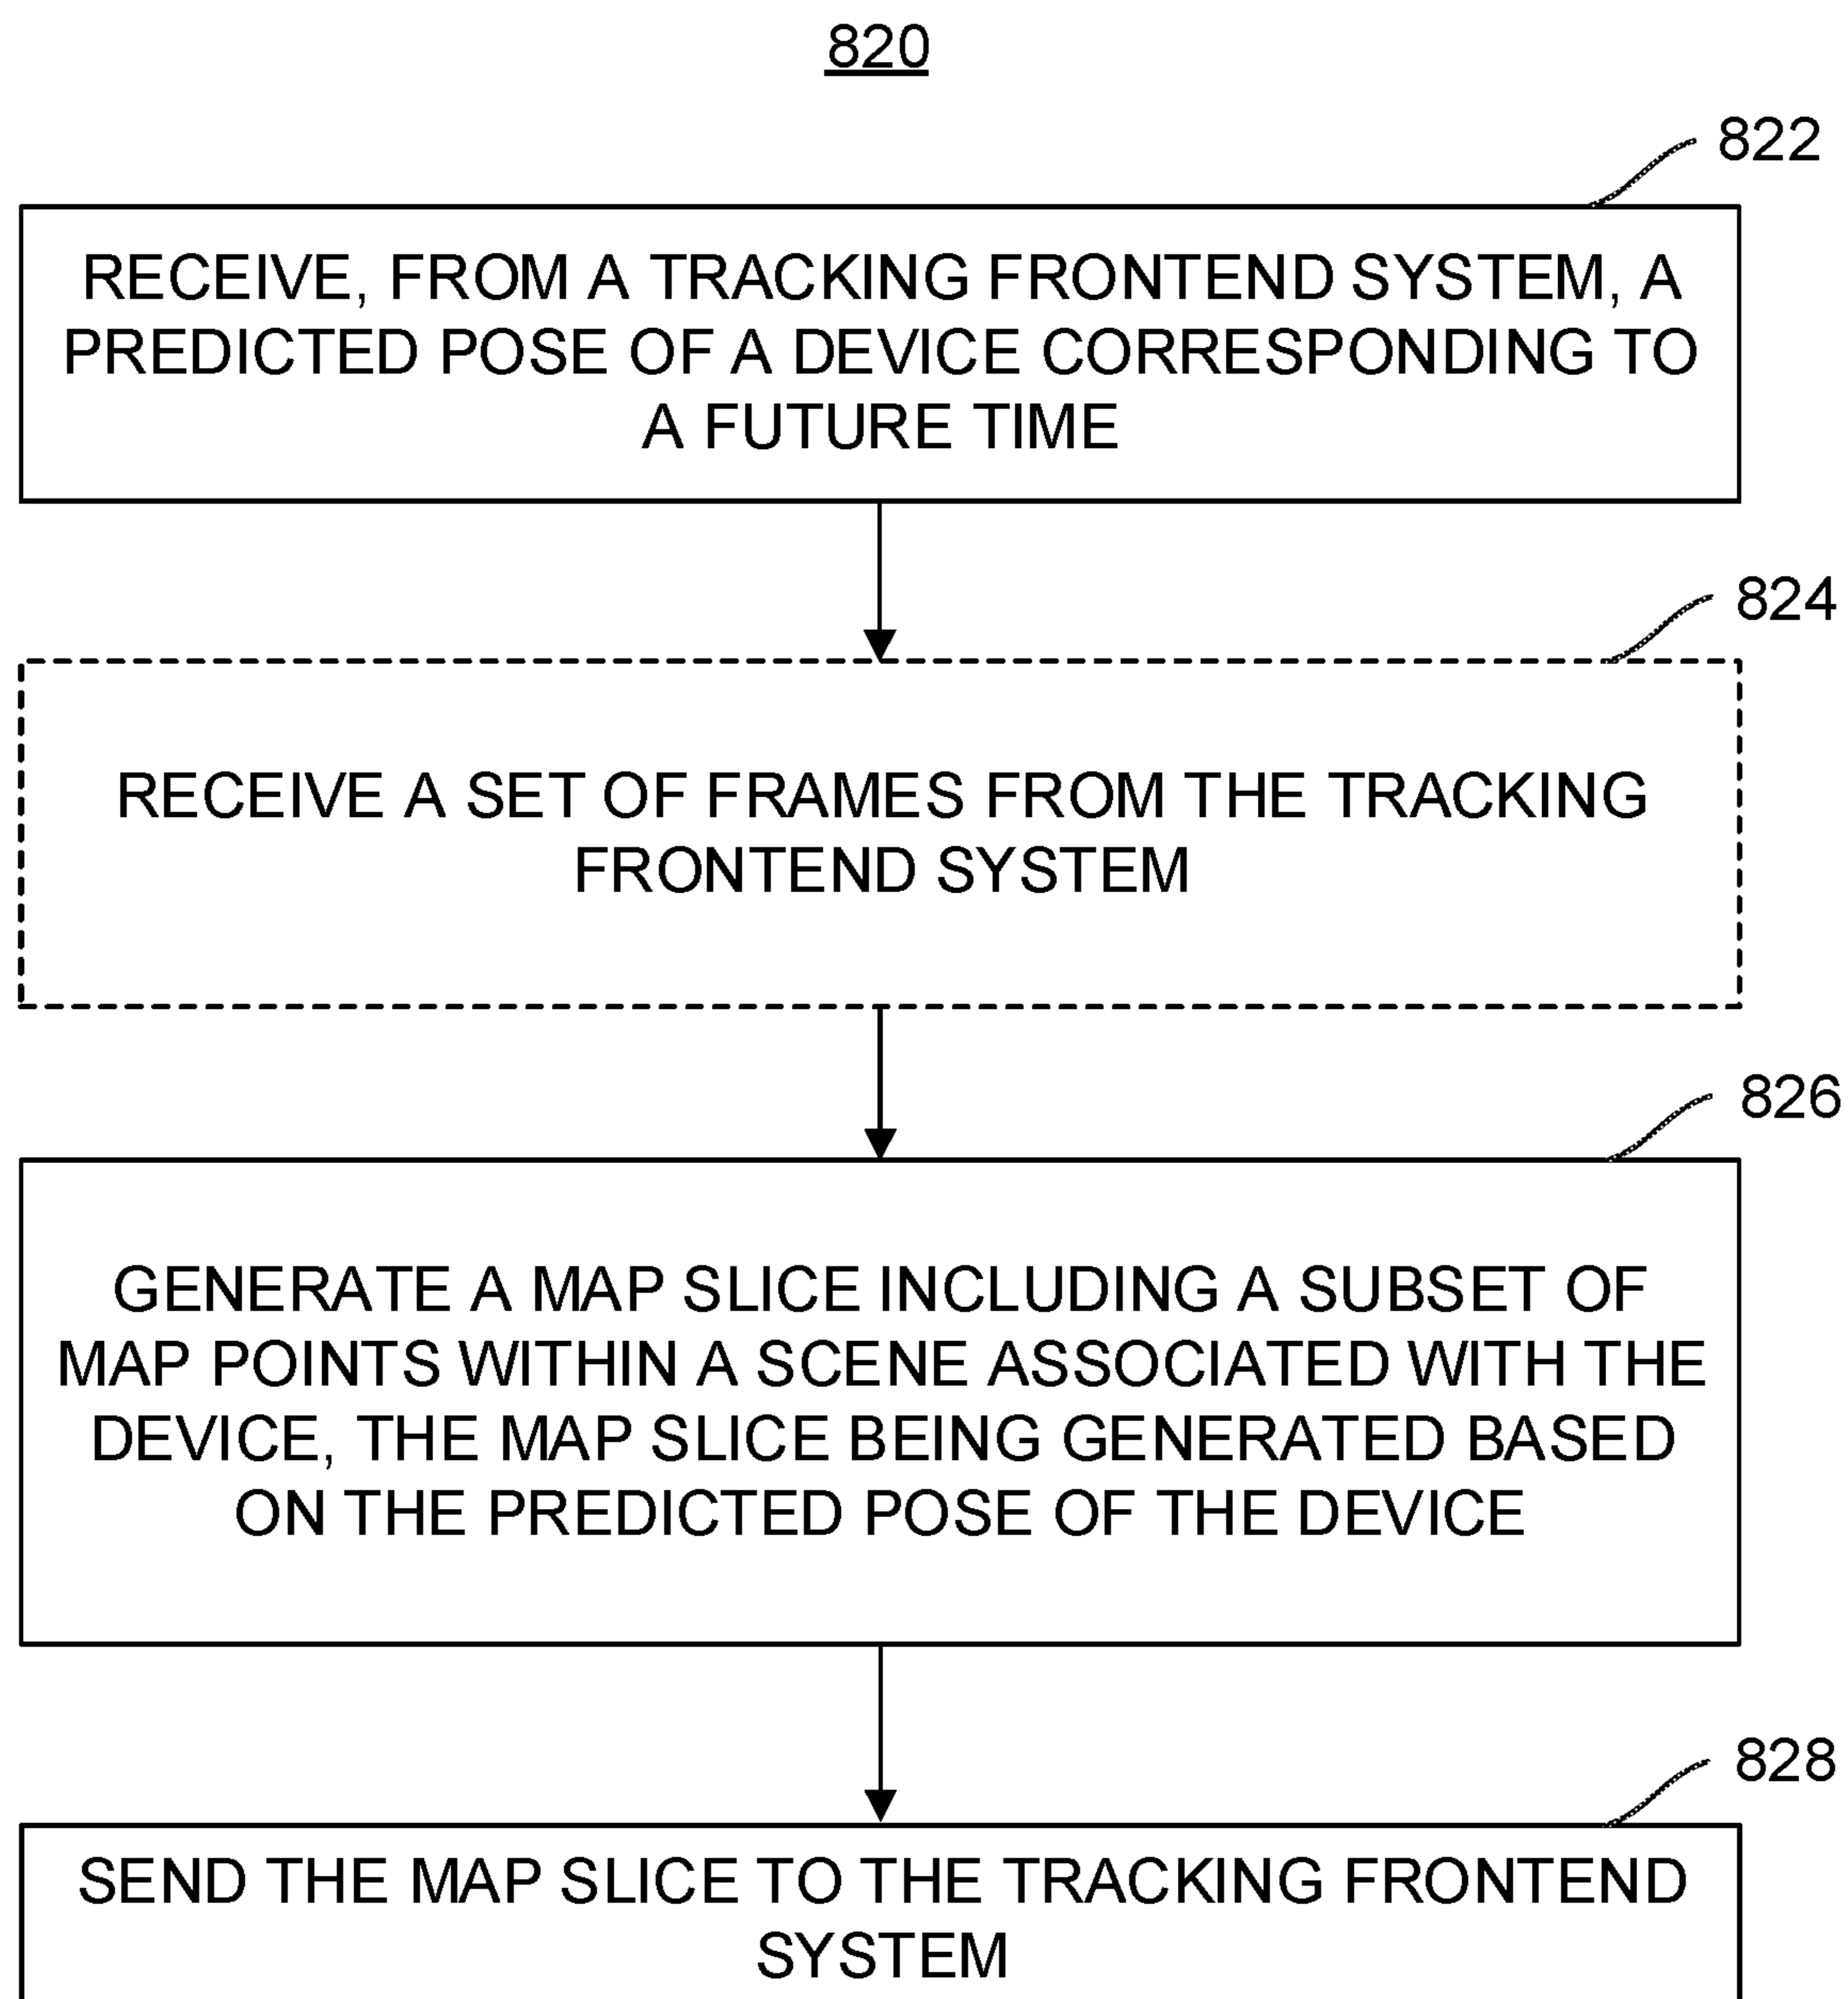 820
822
RECEIVE, FROM A TRACKING FRONTEND SYSTEM, A
PREDICTED POSE OF A DEVICE CORRESPONDING TO
A FUTURE TIME
824
RECEIVE A SET OF FRAMES FROM THE TRACKING
FRONTEND SYSTEM
826
GENERATE A MAP SLICE INCLUDING A SUBSET OF
MAP POINTS WITHIN A SCENE ASSOCIATED WITH THE
DEVICE, THE MAP SLICE BEING GENERATED BASED
ON THE PREDICTED POSE OF THE DEVICE
828
SEND THE MAP SLICE TO THE TRACKING FRONTEND
SYSTEM